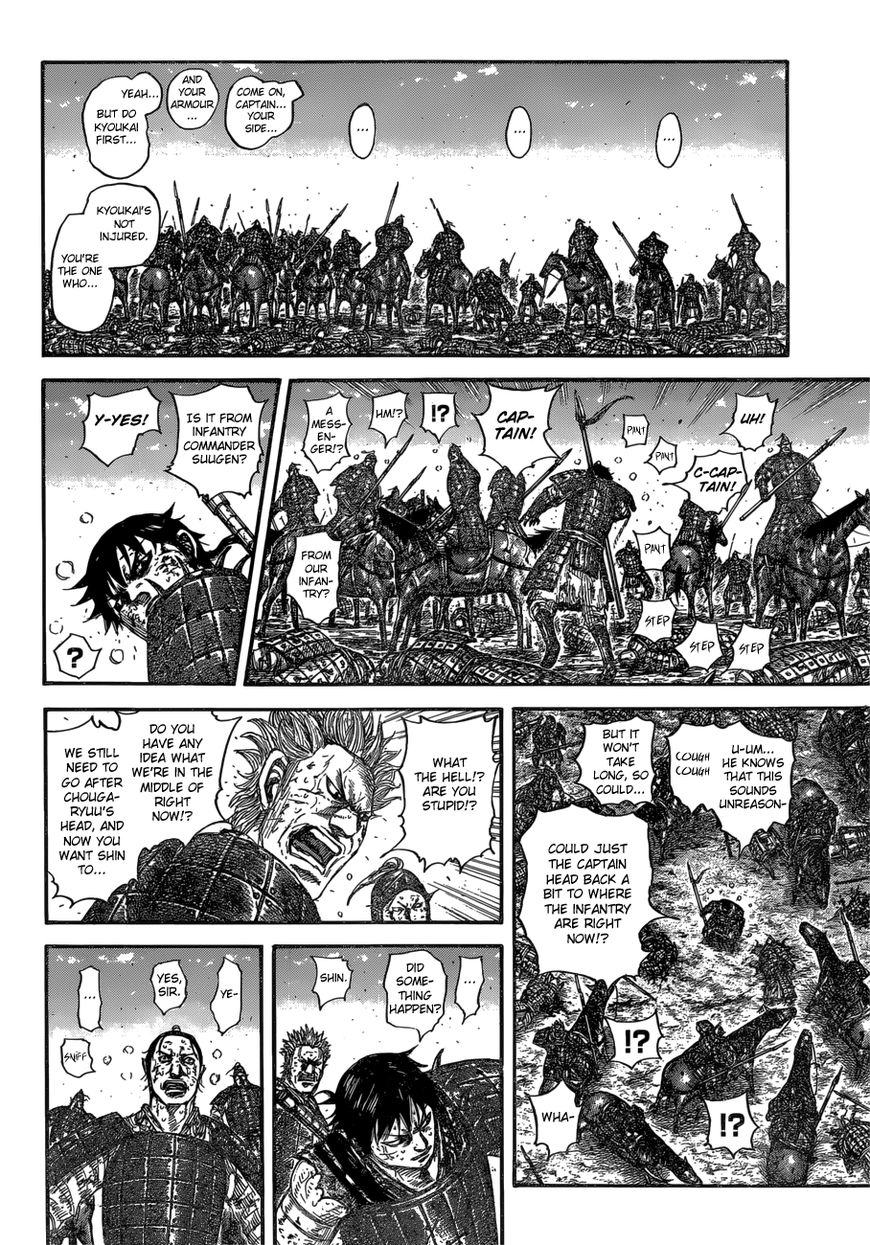 ...
...
...
COME ON,
CAPTAIN...
YOUR
SIDE...
AND
YOUR
ARMOUR
...
YEAH...
BUT DO
KYOUKAI
FIRST...
KYOUKAI'S
NOT
INJURED.
YOU'RE
THE ONE
WHO...
UH!
C-CAP-
TAIN!
PANT
PANT
PANT
STEP
STEP
STEP
CAP-
TAIN!
!?
HM!?
A
MESS-
EN-
GER!?
FROM
OUR
INFAN-
TRY?
IS IT FROM
INFANTRY
COMMANDER
SUUGEN?
Y-YES!
?
U-UM...
HE KNOWS
THAT THIS
SOUNDS
UNREASON-
COUGH
COUGH
BUT IT
WON'T
TAKE
LONG, SO
COULD...
COULD JUST
THE CAPTAIN
HEAD BACK A
BIT TO WHERE
THE INFANTRY
ARE RIGHT
NOW!?
!?
!?
WHA-
WHAT
THE HELL!?
ARE YOU
STUPID!?
DO YOU
HAVE ANY
IDEA WHAT
WE'RE IN THE
MIDDLE OF
RIGHT
NOW!?
WE STILL
NEED TO
GO AFTER
CHOUGA-
RYUU'S
HEAD, AND
NOW YOU
WANT SHIN
TO...
...
DID
SOME-
THING
HAPPEN?
SHIN.
YE-
YES,
SIR.
...
SNIFF